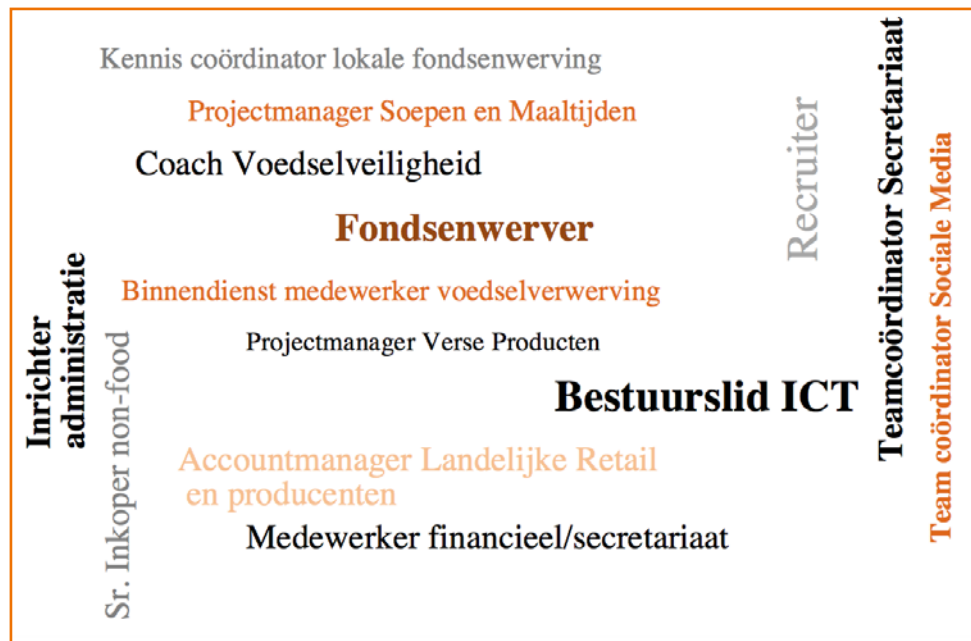 Kennis coördinator lokale fondsenwerving
Projectmanager Soepen en Maaltijden
Coach Voedselveiligheid
Fondsenwerver
Binnendienst medewerker voedselverwerving
Projectmanager Verse Producten
Bestuurslid ICT
Accountmanager Landelijke Retail
en producenten
Medewerker financieel/secretariaat
Inrichter
administratie
Sr. Inkoper non-food
Recruiter
Teamcoördinator Secretariaat
Team coördinator Sociale Media